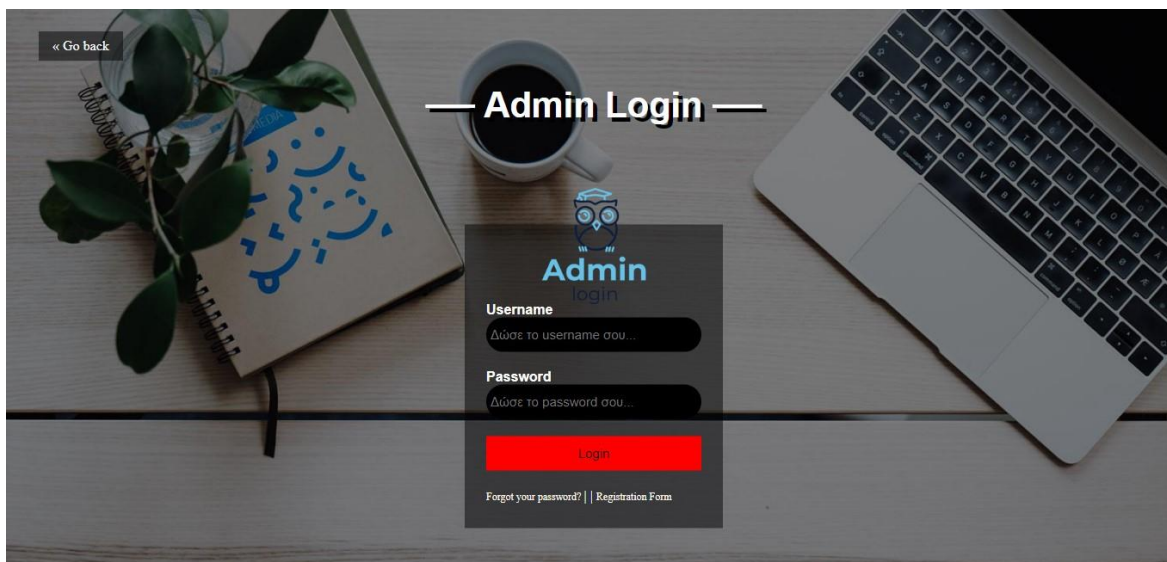 « Go back
— Admin Login —
Admin
login
Username
Δώσε το username σου...
Password
Δώσε το password σου...
Login
Forgot your password? | | Registration Form